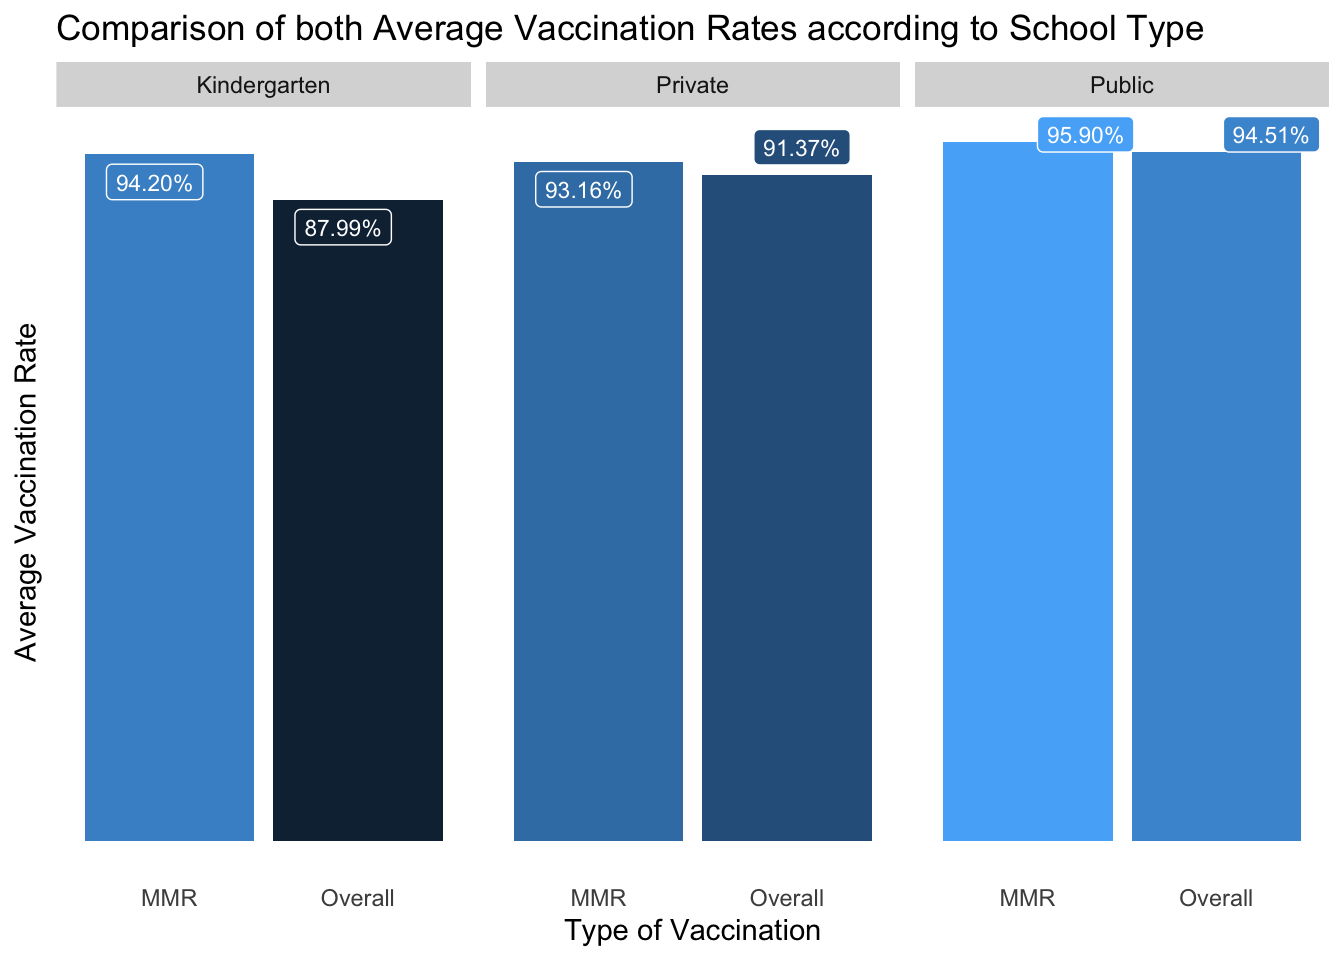 Comparison of both Average Vaccination Rates according to School Type
Kindergarten
Private
Public
94.20%
87.99%
93.16%
91.37%
95.90%
94.51%
Average Vaccination Rate
MMR
Overall
MMR
Overall
MMR
Overall
Type of Vaccination